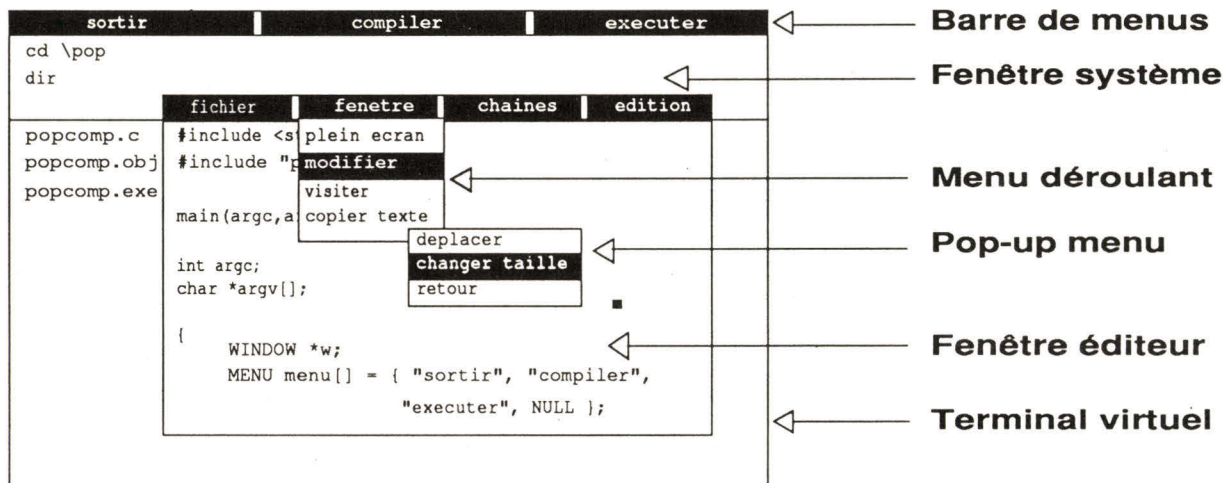 sortir compiler executer
Barre de menus
cd \pop
dir
Fenêtre système
fichier fenetre chaines edition
popcomp.c
popcomp.obj
popcomp.exe
#include <s
#include "p
main(argc,a
plein ecran
modifier
visiter
copier texte
Menu déroulant
deplacer
changer taille
retour
Pop-up menu
int argc;
char *argv[];
{
WINDOW *w;
MENU menu[] = { "sortir", "compiler",
"executer", NULL };
Fenêtre éditeur
Terminal virtuel